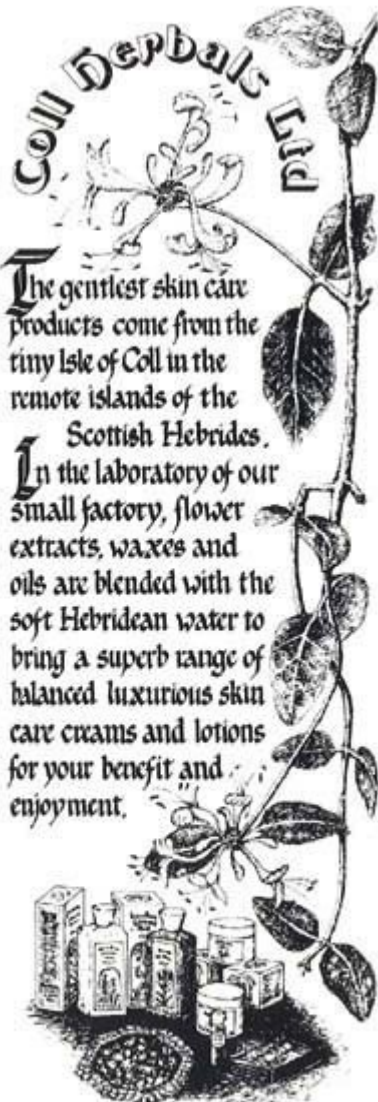 Coll Herbals Ltd
The gentlest skin care
products come from the
tiny Isle of Coll in the
remote islands of the
Scottish Hebrides.
In the laboratory of our
small factory, flower
extracts, waxes and
oils are blended with the
soft Hebridean water to
bring a superb range of
balanced luxurious skin
care creams and lotions
for your benefit and
enjoyment.